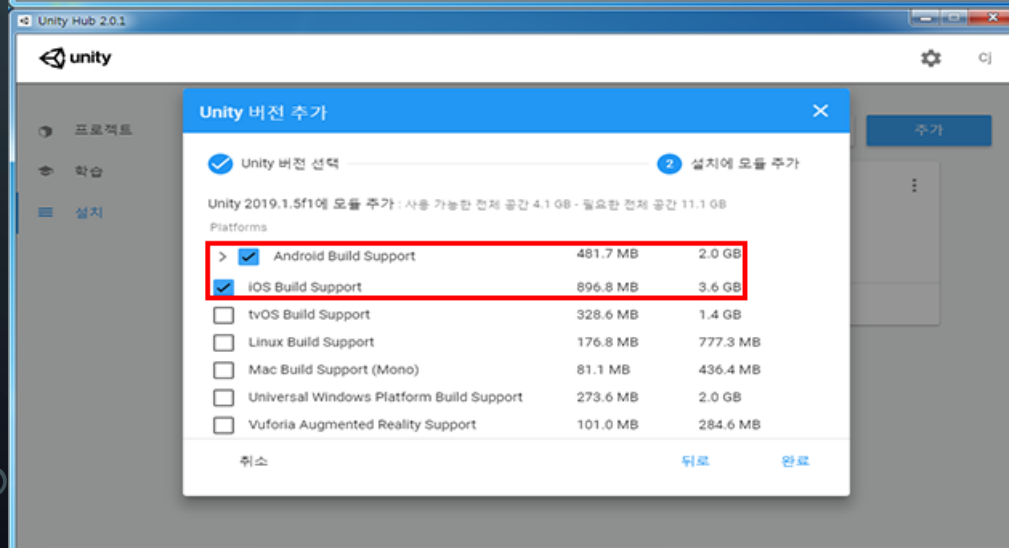 Unity Hub 2.0.1
unity
Cj
Unity 버전 추가
프로젝트
추가
Unity 버전 선택
2 설치에 모듈 추가
학습
설치
Unity 2019.1.5f1에 모듈 추가 : 사용 가능한 전체 공간 4.1 GB - 필요한 전체 공간 11.1 GB
Platforms
Android Build Support 481.7 MB 2.0 GB
iOS Build Support 896.8 MB 3.6 GB
tvOS Build Support 328.6 MB 1.4 GB
Linux Build Support 176.8 MB 777.3 MB
Mac Build Support (Mono) 81.1 MB 436.4 MB
Universal Windows Platform Build Support 273.6 MB 2.0 GB
Vuforia Augmented Reality Support 101.0 MB 284.6 MB
취소 뒤로 완료